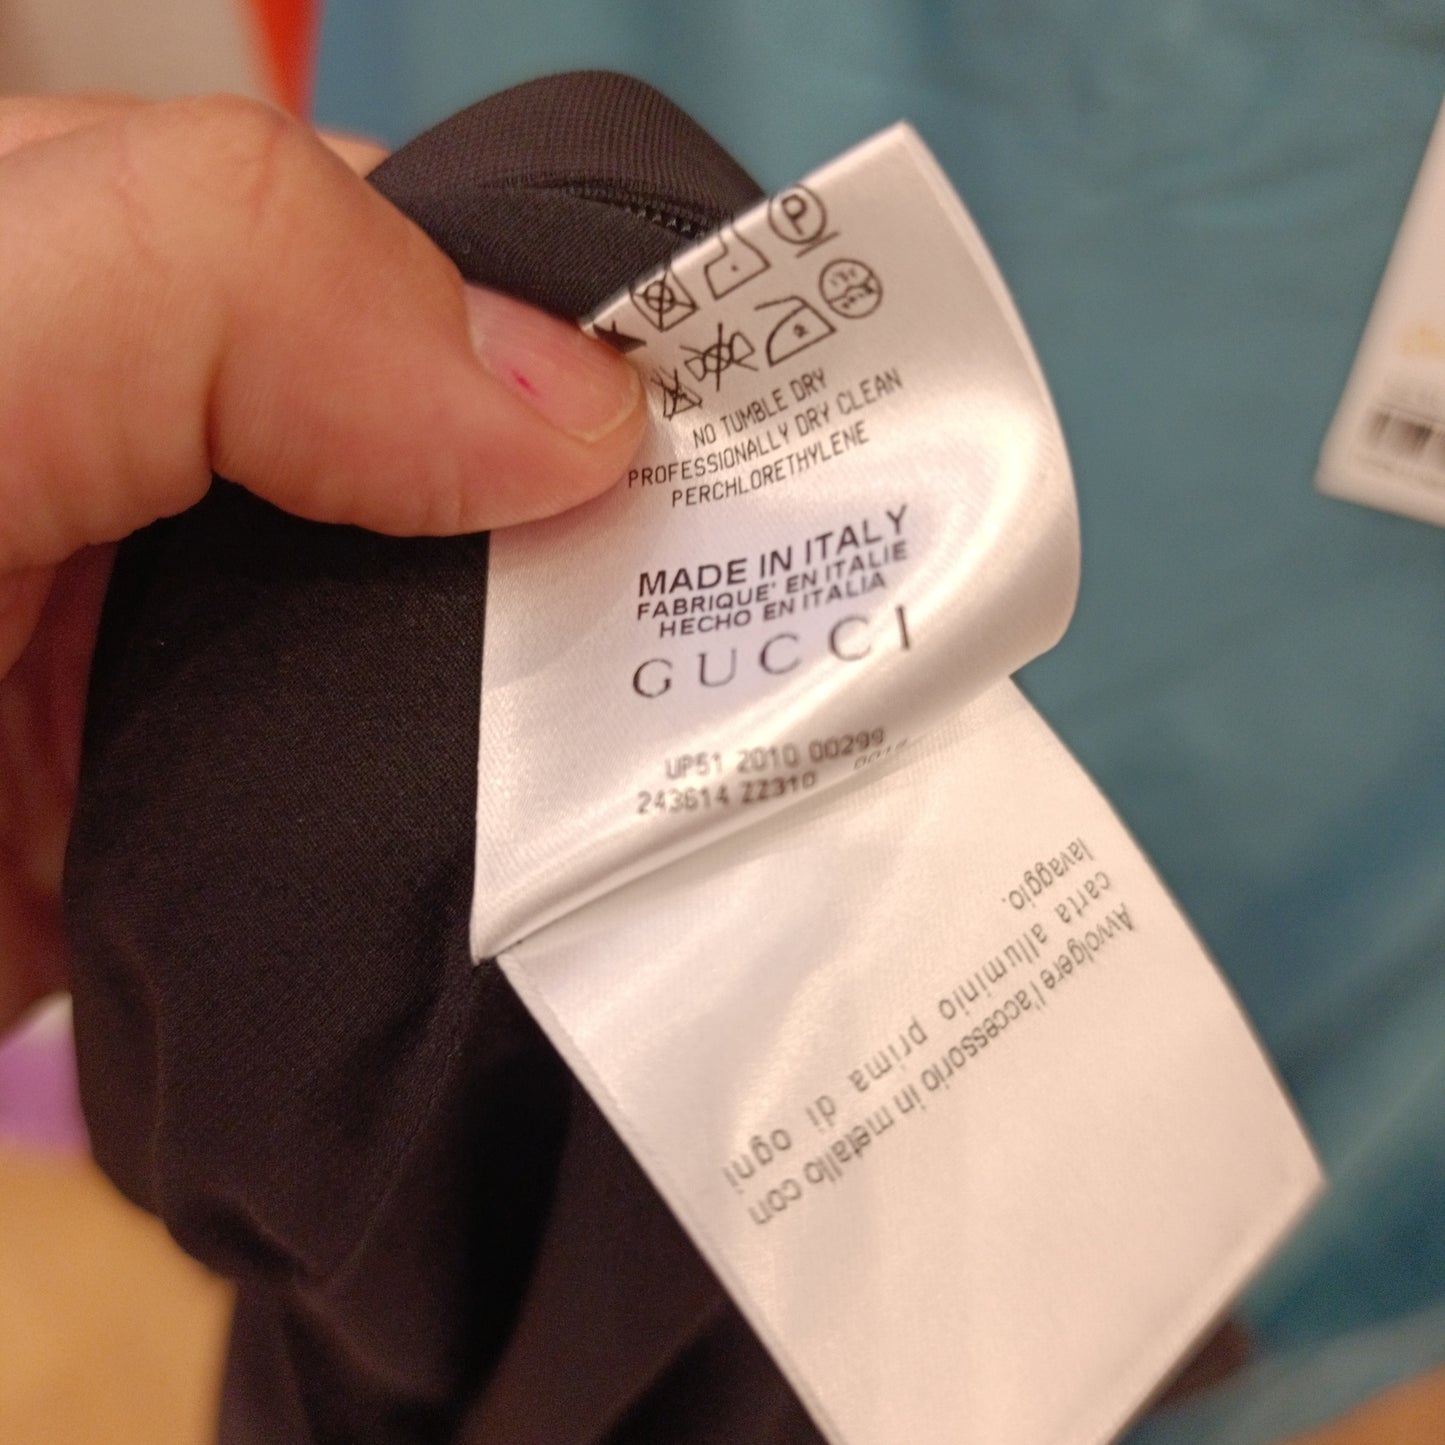 P
NO TUMBLE DRY
PROFESSIONALLY DRY CLEAN
PERCHLORETHYLENE
MADE IN ITALY
FABRIQUE' EN ITALIE
HECHO EN ITALIA
GUCCI
UP51 2010 00299
243614 ZZ310
Avvolgere l'accessorio in metallo con
carta alluminio prima di ogni
lavaggio.